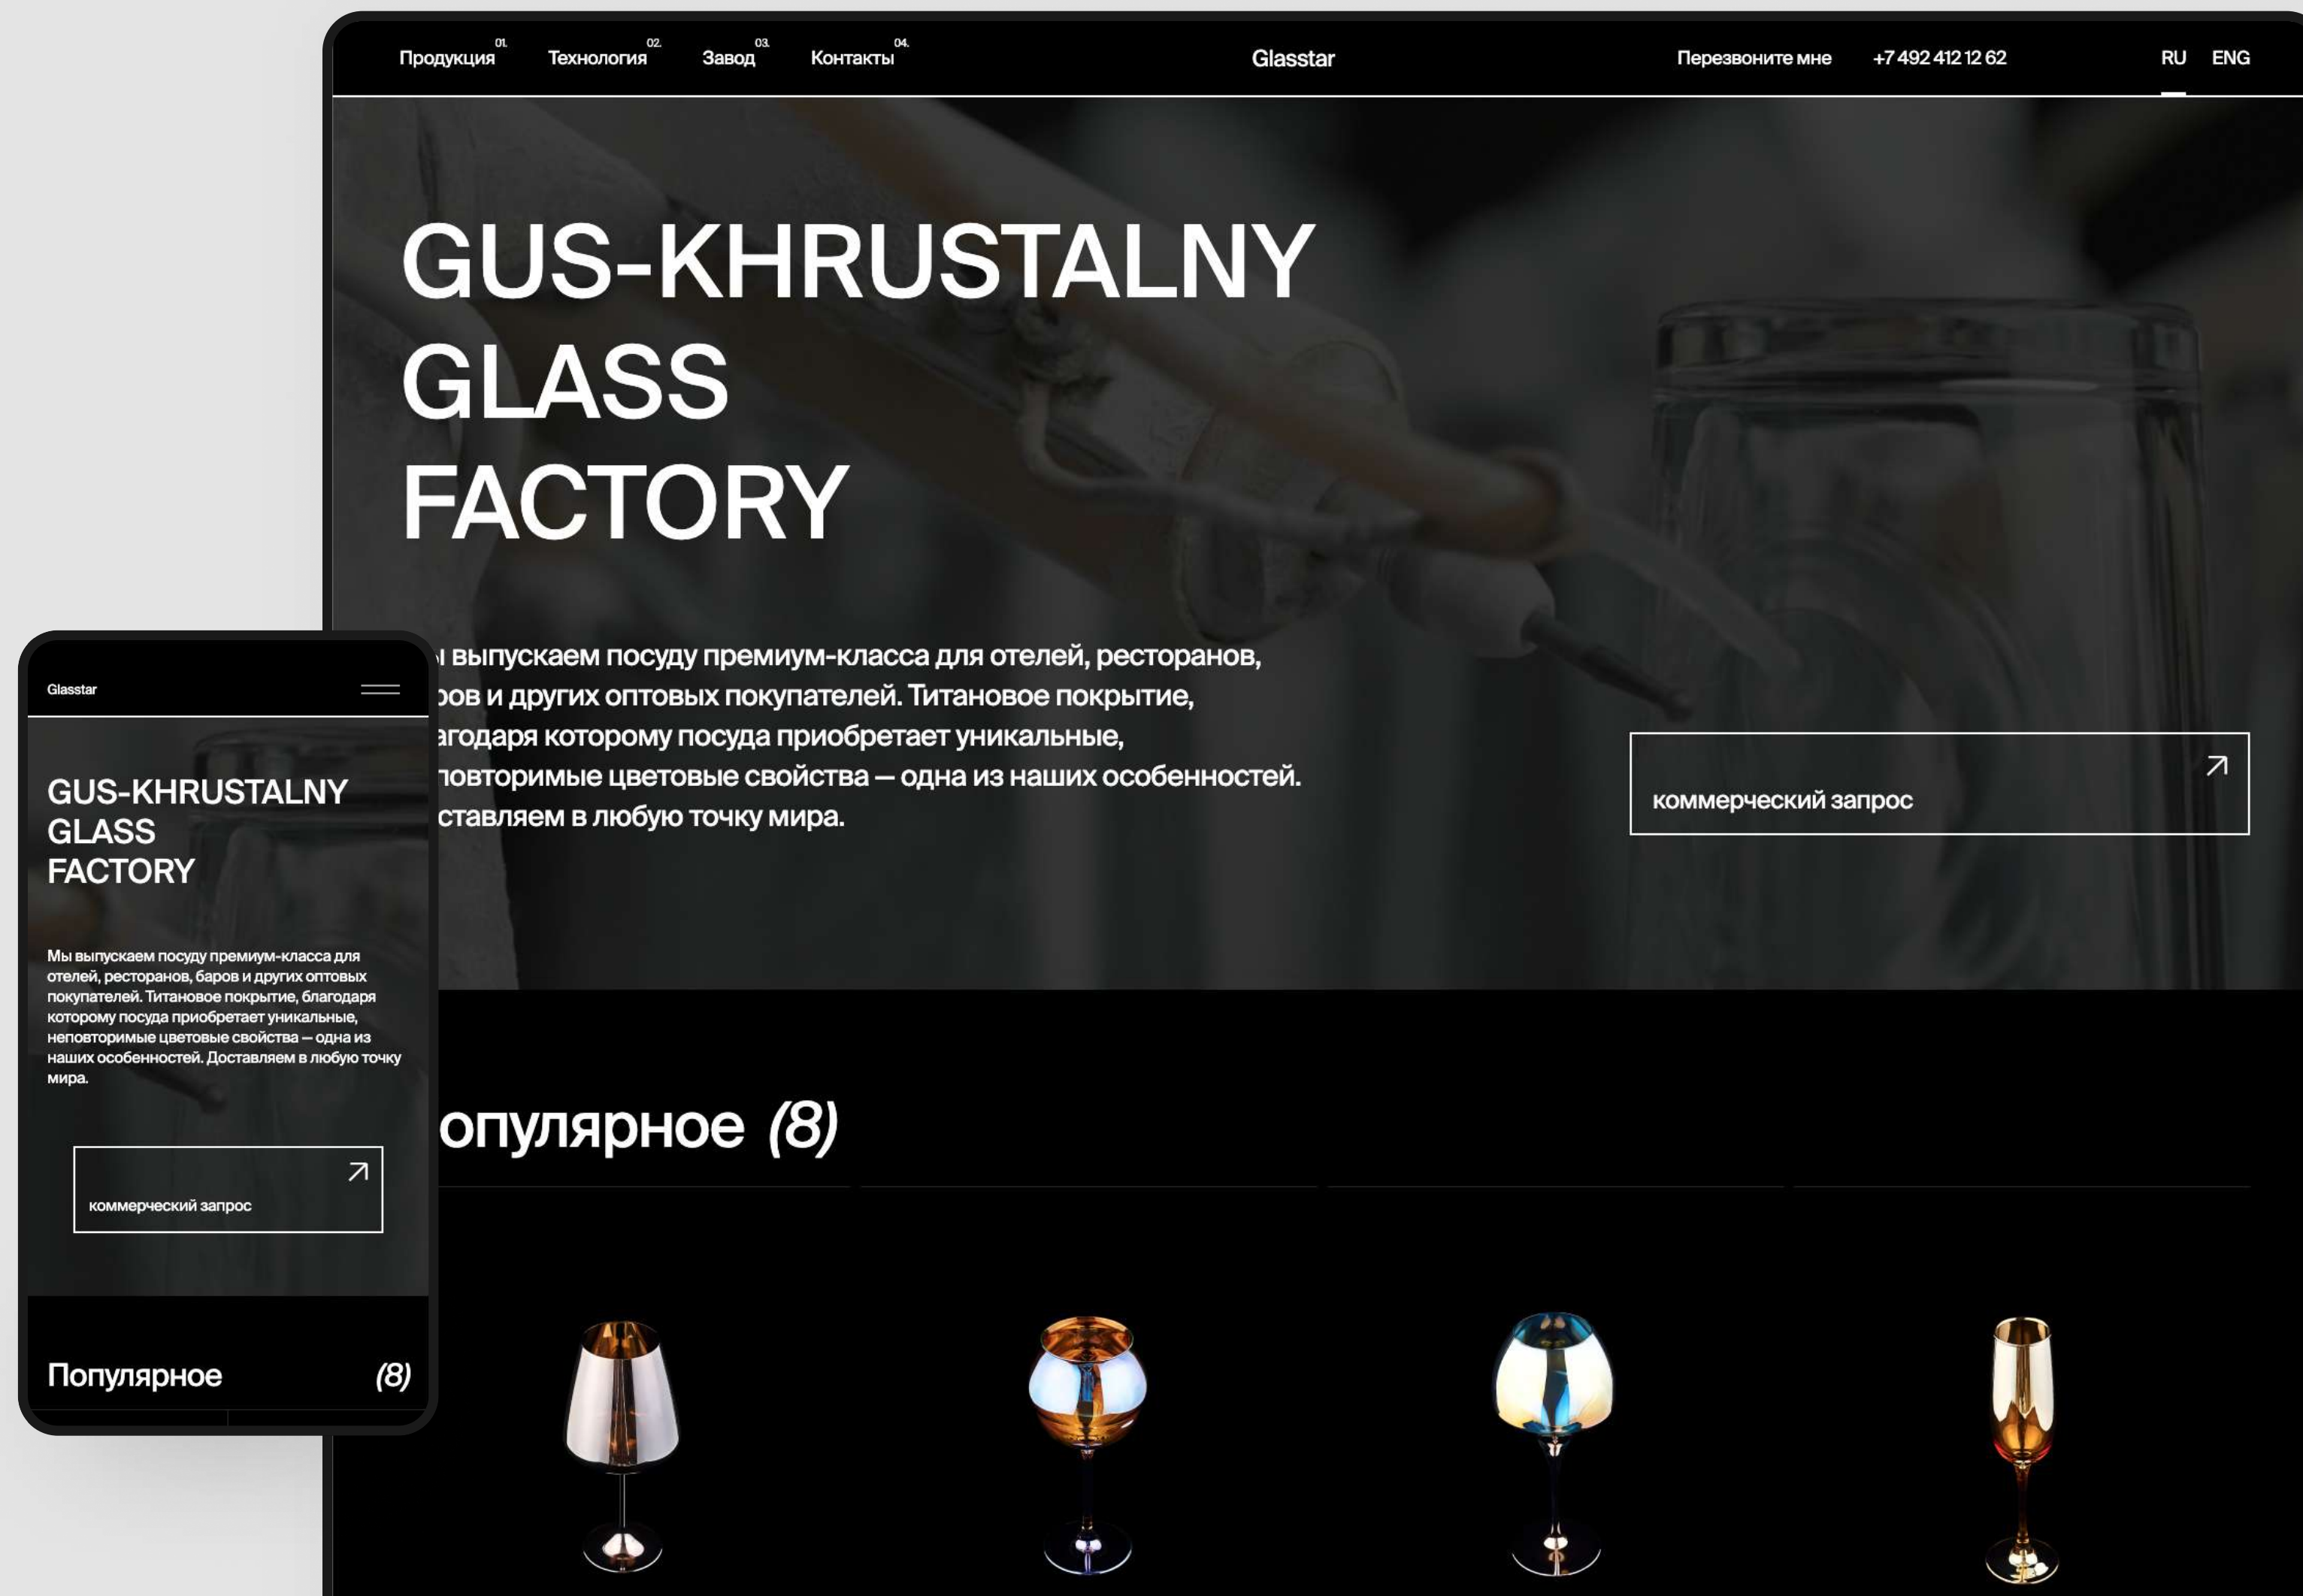 Продукция 01.
Технология 02.
Завод 03.
Контакты 04.
Glasstar
Перезвоните мне
+7 492 412 12 62
RU
ENG
GUS-KHRUSTALNY
GLASS
FACTORY
выпускаем посуду премиум-класса для отелей, ресторанов,
ров и других оптовых покупателей. Титановое покрытие,
агодаря которому посуда приобретает уникальные,
повторимые цветовые свойства — одна из наших особенностей.
ставляем в любую точку мира.
коммерческий запрос
опулярное (8)
Glasstar
GUS-KHRUSTALNY
GLASS
FACTORY
Мы выпускаем посуду премиум-класса для
отелей, ресторанов, баров и других оптовых
покупателей. Титановое покрытие, благодаря
которому посуда приобретает уникальные,
неповторимые цветовые свойства — одна из
наших особенностей. Доставляем в любую точку
мира.
коммерческий запрос
Популярное (8)